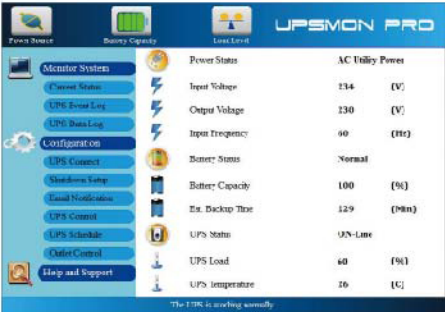 UPSMON PRO
Power Source
Battery Capacity
Load Level
Monitor System
Current Status
UPS Event Log
UPS Data Log
Configuration
UPS Connect
Shutdown Setup
Email Notification
UPS Control
UPS Schedule
Outlet Control
Help and Support
Power Status AC Utility Power
Input Voltage 234 (V)
Output Voltage 230 (V)
Input Frequency 60 (Hz)
Battery Status Normal
Battery Capacity 100 (%)
Est. Backup Time 129 (Min)
UPS Status ON-Line
UPS Load 60 (%)
UPS Temperature 26 (C)
The UPS is working normally